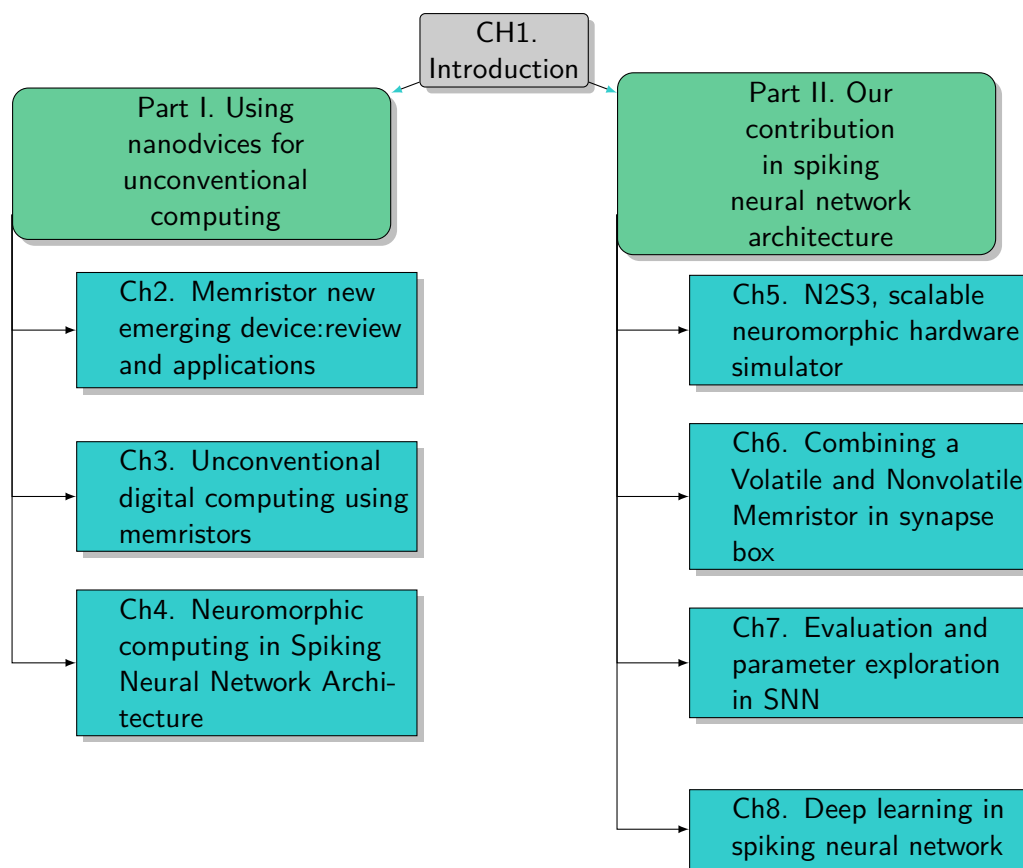 CH1.
Introduction
Part I. Using
nanodvices for
unconventional
computing
Part II. Our
contribution
in spiking
neural network
architecture
Ch2. Memristor new
emerging device:review
and applications
Ch3. Unconventional
digital computing using
memristors
Ch4. Neuromorphic
computing in Spiking
Neural Network Archi-
tecture
Ch5. N2S3, scalable
neuromorphic hardware
simulator
Ch6. Combining a
Volatile and Nonvolatile
Memristor in synapse
box
Ch7. Evaluation and
parameter exploration
in SNN
Ch8. Deep learning in
spiking neural network